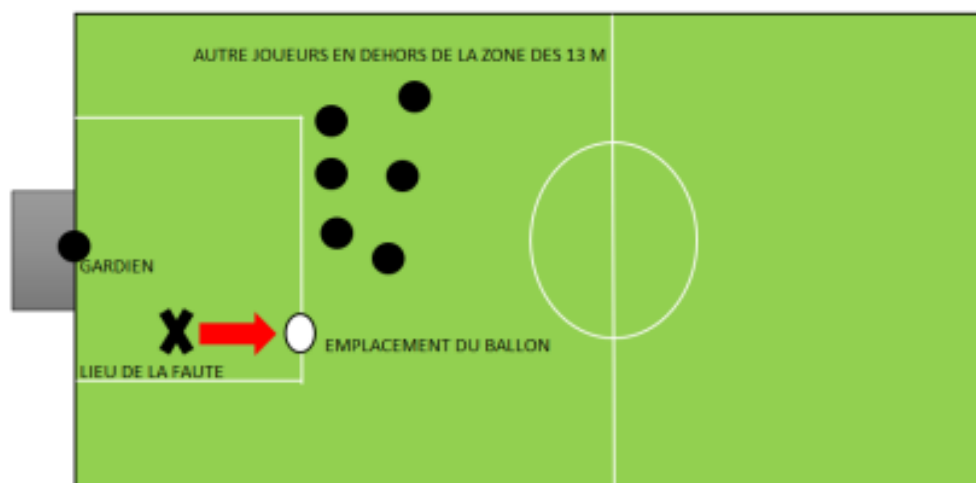 AUTRE JOUEURS EN DEHORS DE LA ZONE DES 13 M
GARDIEN
EMPLACEMENT DU BALLON
LIEU DE LA FAUTE